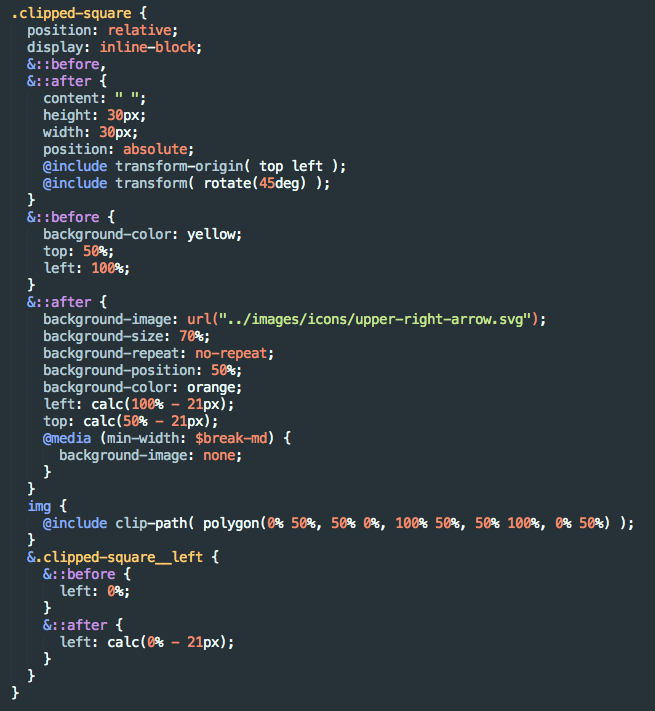 .clipped-square {
  position: relative;
  display: inline-block;
  &::before,
  &::after {
    content: " ";
    height: 30px;
    width: 30px;
    position: absolute;
    @include transform-origin( top left );
    @include transform( rotate(45deg) );
  }
  &::before {
    background-color: yellow;
    top: 50%;
    left: 100%;
  }
  &::after {
    background-image: url("../images/icons/upper-right-arrow.svg");
    background-size: 70%;
    background-repeat: no-repeat;
    background-position: 50%;
    background-color: orange;
    left: calc(100% - 21px);
    top: calc(50% - 21px);
    @media (min-width: $break-md) {
      background-image: none;
    }
  }
  img {
    @include clip-path( polygon(0% 50%, 50% 0%, 100% 50%, 50% 100%, 0% 50%) );
  }
  &.clipped-square__left {
    &::before {
      left: 0%;
    }
    &::after {
      left: calc(0% - 21px);
    }
  }
}